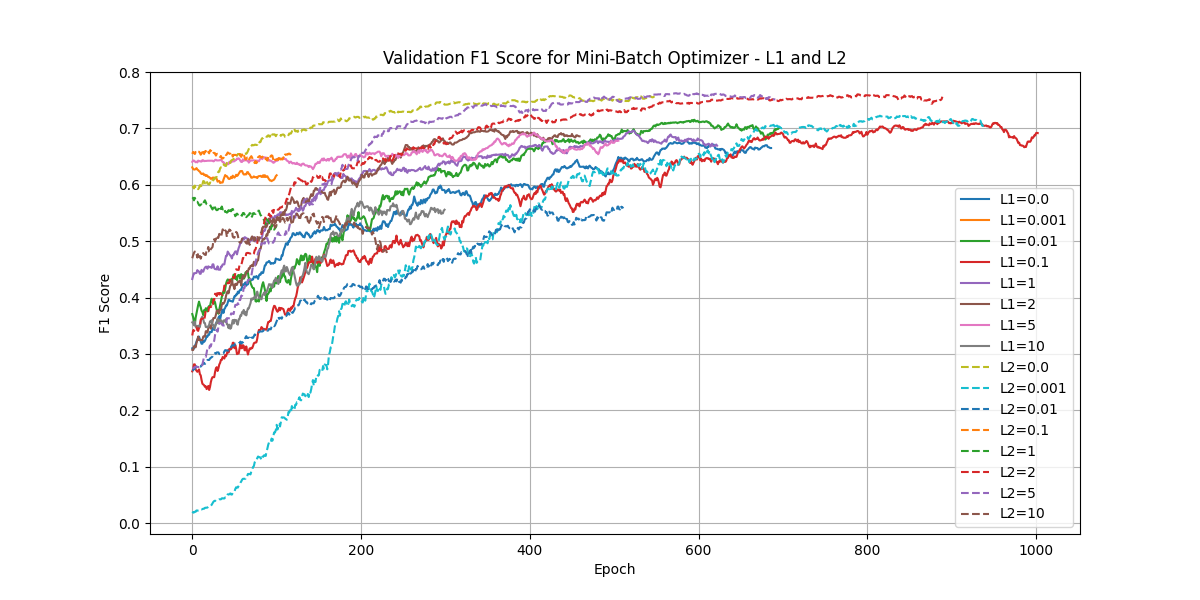 Validation F1 Score for Mini-Batch Optimizer - L1 and L2
F1 Score
0.8
0.7
0.6
0.5
0.4
0.3
0.2
0.1
0.0
L1=0.0
L1=0.001
L1=0.01
L1=0.1
L1=1
L1=2
L1=5
L1=10
L2=0.0
L2=0.001
L2=0.01
L2=0.1
L2=1
L2=2
L2=5
L2=10
0 200 400 600 800 1000
Epoch